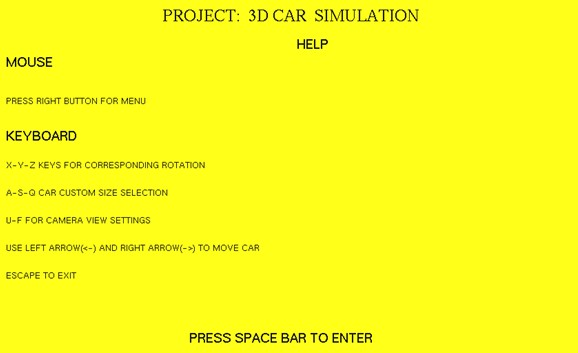 PROJECT: 3D CAR SIMULATION
HELP
MOUSE
PRESS RIGHT BUTTON FOR MENU
KEYBOARD
X-Y-Z KEYS FOR CORRESPONDING ROTATION
A-S-Q CAR CUSTOM SIZE SELECTION
U-F FOR CAMERA VIEW SETTINGS
USE LEFT ARROW(<-) AND RIGHT ARROW(->) TO MOVE CAR
ESCAPE TO EXIT
PRESS SPACE BAR TO ENTER